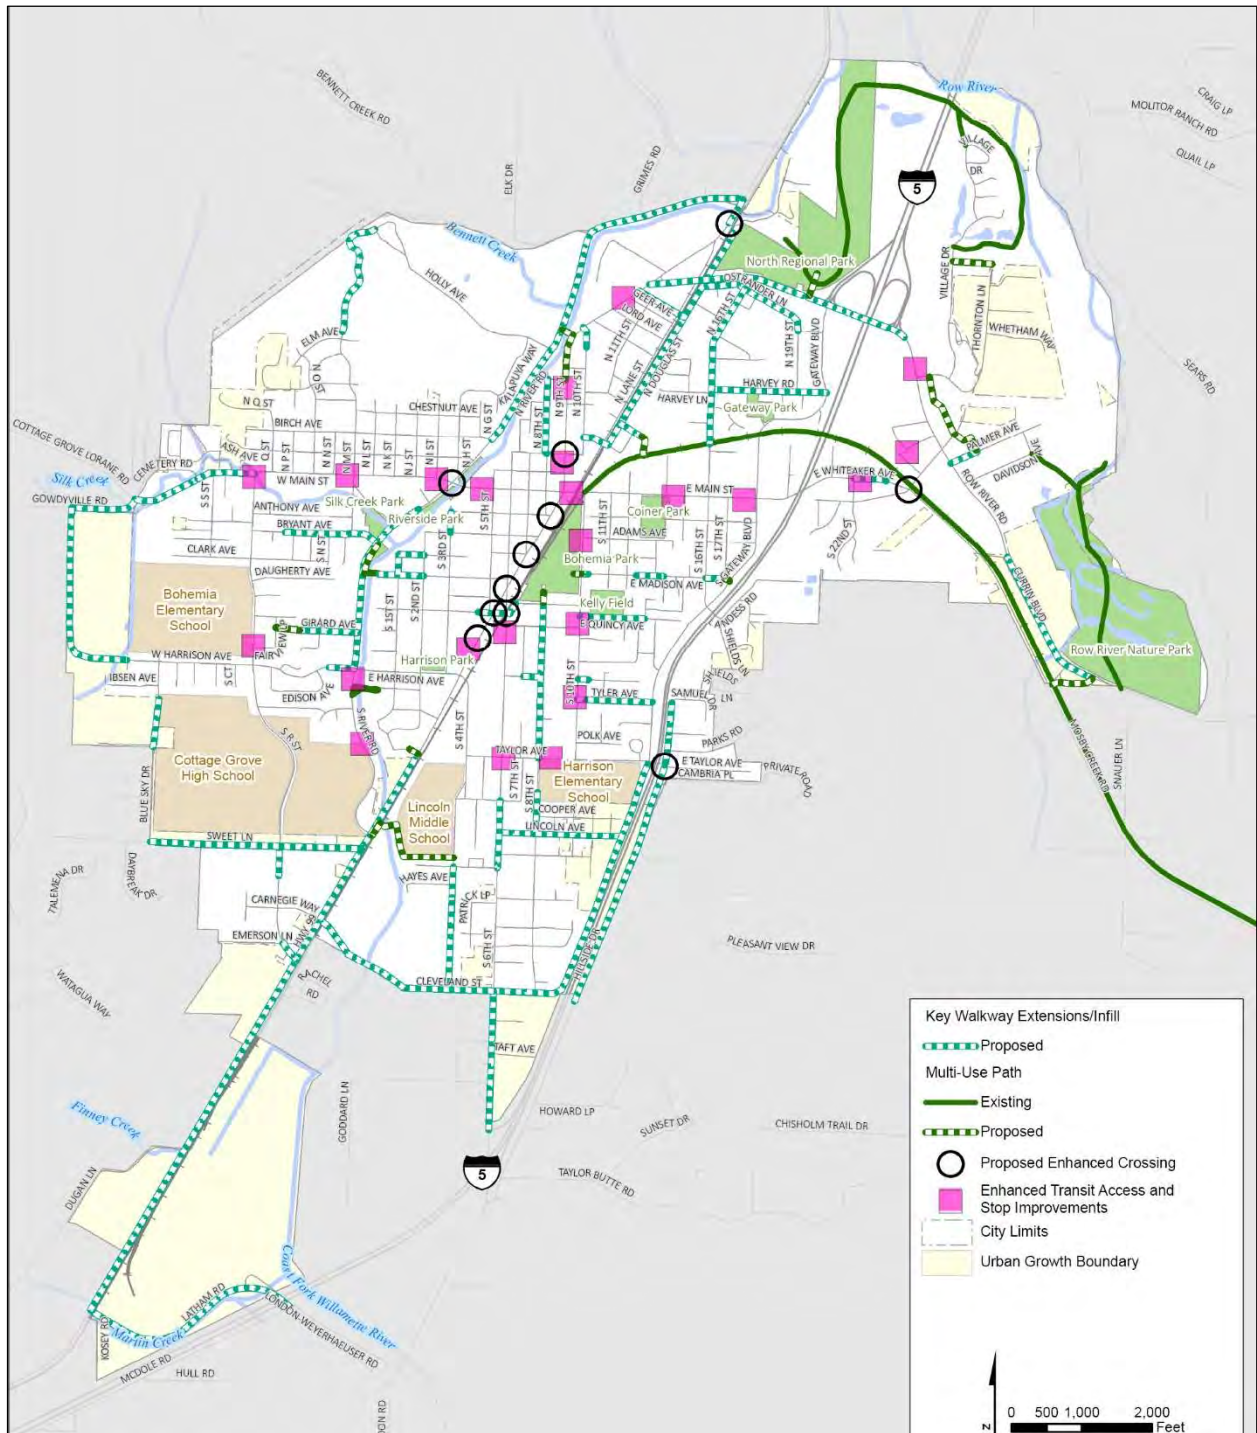 Row River
CRAIG LP
MOLITOR RANCH RD
QUAIL LP
BENNETT CREEK RD
ELK DR
GRIMES RD
VILLAGE
DR
5
Bennett Creek
North Regional Park
HOLLY AVE
OSTRANDER LN
VILLAGE DR
GEER AVE
LORD AVE
THORNTON LN
N 11TH ST
N 16TH ST
N 19TH ST
GATEWAY BLVD
WHETHAM WAY
ELM AVE
KALAPUYA WAY
N RIVER RD
N LANE ST
N DOUGLAS ST
SEARS RD
N Q ST
CHESTNUT AVE
N G ST
N 8TH ST
N 9TH ST
N 10TH ST
HARVEY RD
HARVEY LN
Gateway Park
BIRCH AVE
COTTAGE GROVE LORANE RD
CEMETERY RD
ASH AVE
Q ST
N P ST
N N ST
N M ST
N L ST
N K ST
N J ST
N I ST
N H ST
PALMER AVE
DAVIDSON AVE
Silk Creek
W MAIN ST
E WHITEAKER AVE
ROW RIVER RD
GOWDYVILLE RD
S S ST
ANTHONY AVE
Silk Creek Park
Riverside Park
S 5TH ST
E MAIN ST
Coiner Park
S 11TH ST
ADAMS AVE
S 16TH ST
S 17TH ST
S GATEWAY BLVD
S 22ND ST
BRYANT AVE
CLARK AVE
S N ST
S 3RD ST
Bohemia Park
DAUGHERTY AVE
E MADISON AVE
CURRIN BLVD
Bohemia
Elementary
School
S 1ST ST
S 2ND ST
Kelly Field
LANDESS RD
GIRARD AVE
E QUINCY AVE
SHIELDS LN
Row River Nature Park
W HARRISON AVE
FAIR
Harrison Park
SHIELDS
DR
IBSEN AVE
S CT
EDISON AVE
E HARRISON AVE
S 10TH ST
TYLER AVE
SAMUEL
LN
S R ST
S RIVER RD
S 4TH ST
POLK AVE
PARKS RD
MOSBY CREEK RD
SNAUER LN
Cottage Grove
High School
TAYLOR AVE
E TAYLOR AVE
CAMBRIA PL
PRIVATE ROAD
BLUE SKY DR
S 7TH ST
S 8TH ST
Harrison
Elementary
School
Lincoln
Middle
School
COOPER AVE
LINCOLN AVE
SWEET LN
DAYBREAK DR
TALEMENA DR
HAYES AVE
CARNEGIE WAY
PATRICK LP
EMERSON LN
HWY 99
S 6TH ST
HILLSIDE DR
PLEASANT VIEW DR
RACHEL
RD
CLEVELAND ST
WATAGUA WAY
TAFT AVE
Finney Creek
GODDARD LN
HOWARD LP
SUNSET DR
CHISHOLM TRAIL DR
5
TAYLOR BUTTE RD
DUGAN LN
Coast Fork Willamette River
LATHAM RD
LONDON-WEYERHAEUSER RD
KOSEY RD
Martin Creek
MCDOLE RD
HULL RD
Key Walkway Extensions/Infill
Proposed
Multi-Use Path
Existing
Proposed
Proposed Enhanced Crossing
Enhanced Transit Access and
Stop Improvements
City Limits
Urban Growth Boundary
N
0 500 1,000 2,000
Feet